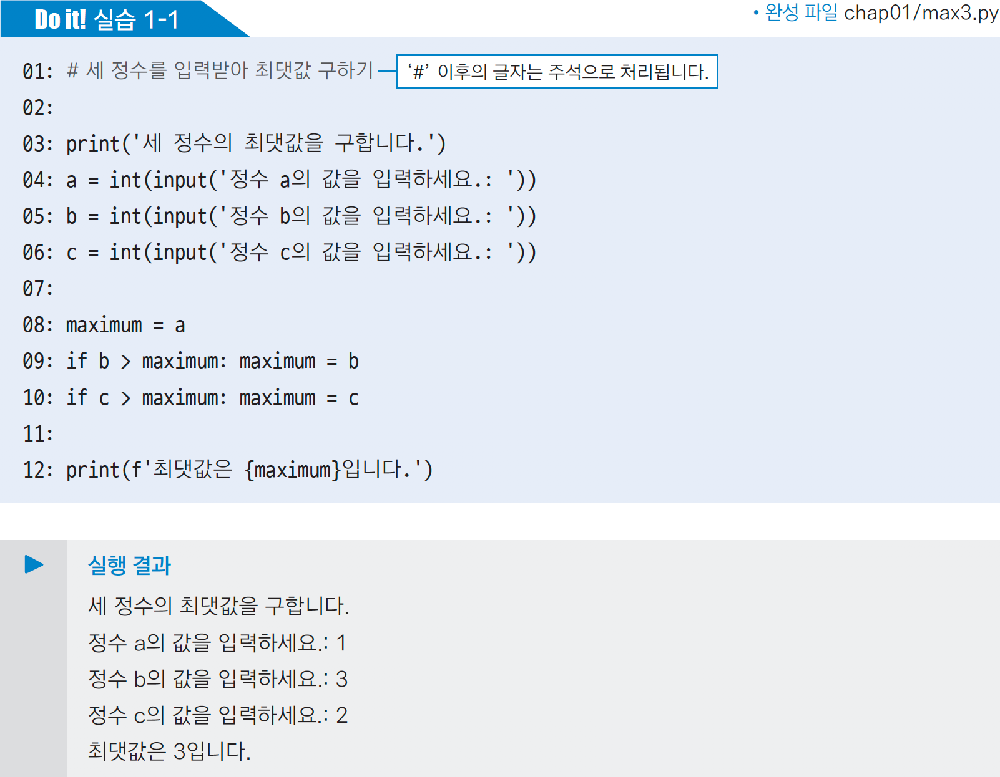 Do it! 실습 1-1
• 완성 파일 chap01/max3.py
01: # 세 정수를 입력받아 최댓값 구하기
‘#’ 이후의 글자는 주석으로 처리됩니다.
02:
03: print('세 정수의 최댓값을 구합니다.')
04: a = int(input('정수 a의 값을 입력하세요.: '))
05: b = int(input('정수 b의 값을 입력하세요.: '))
06: c = int(input('정수 c의 값을 입력하세요.: '))
07:
08: maximum = a
09: if b > maximum: maximum = b
10: if c > maximum: maximum = c
11:
12: print(f'최댓값은 {maximum}입니다.')
실행 결과
세 정수의 최댓값을 구합니다.
정수 a의 값을 입력하세요.: 1
정수 b의 값을 입력하세요.: 3
정수 c의 값을 입력하세요.: 2
최댓값은 3입니다.